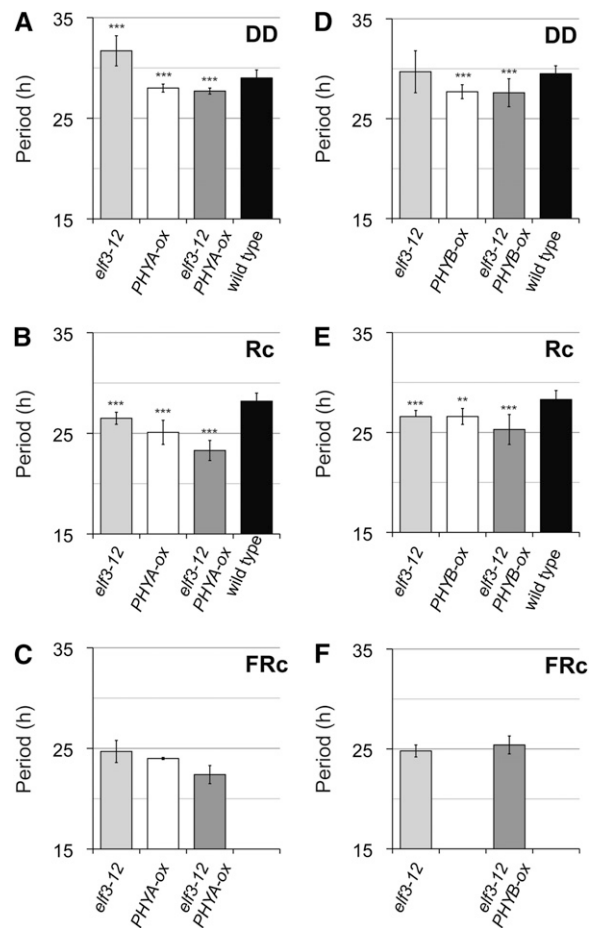 A
DD
Period (h)
35
25
15
***
***
***
elf3-12
PHYA-ox
elf3-12
PHYA-ox
wild type
D
DD
Period (h)
35
25
15
***
***
elf3-12
PHYB-ox
elf3-12
PHYB-ox
wild type
B
Rc
Period (h)
35
25
15
***
***
***
elf3-12
PHYA-ox
elf3-12
PHYA-ox
wild type
E
Rc
Period (h)
35
25
15
***
**
***
elf3-12
PHYB-ox
elf3-12
PHYB-ox
wild type
C
FRc
Period (h)
35
25
15
elf3-12
PHYA-ox
elf3-12
PHYA-ox
F
FRc
Period (h)
35
25
15
elf3-12
elf3-12
PHYB-ox